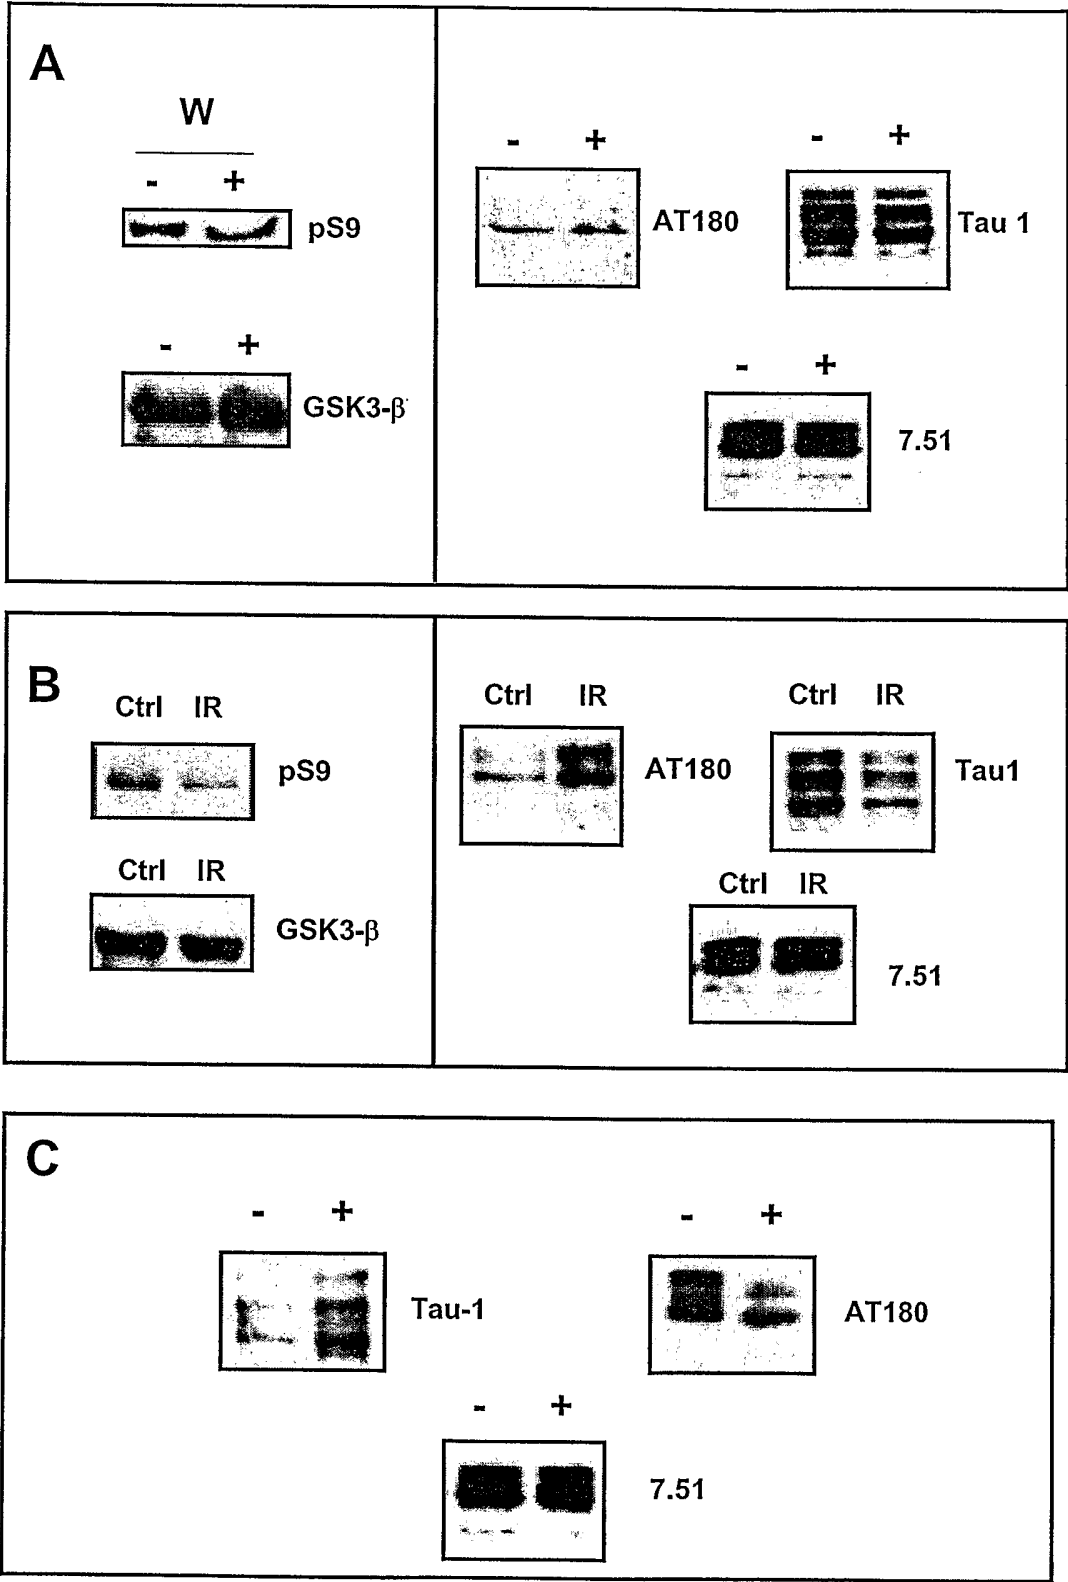 A
W
- +
pS9
- +
GSK3-β
- +
AT180
- +
Tau 1
- +
7.51
B
Ctrl IR
pS9
Ctrl IR
GSK3-β
Ctrl IR
AT180
Ctrl IR
Tau1
Ctrl IR
7.51
C
- +
Tau-1
- +
AT180
- +
7.51